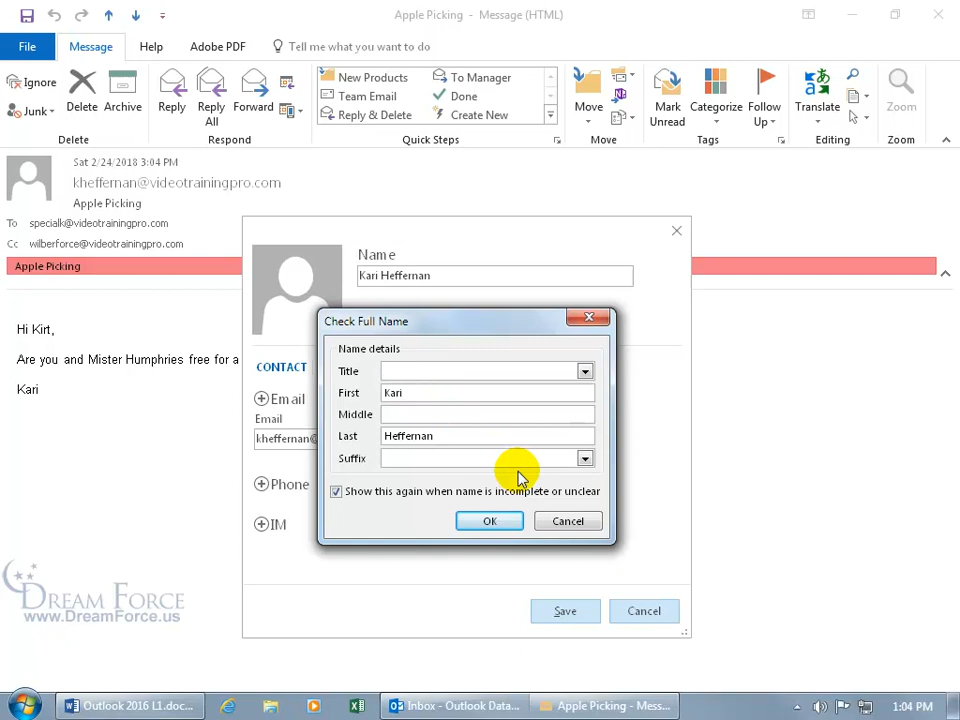 Apple Picking - Message (HTML)
File Message Help Adobe PDF Tell me what you want to do
Ignore
Junk
Delete
Archive
Reply
Reply All
Forward
New Products
Team Email
Reply & Delete
To Manager
Done
Create New
Move
Mark Unread
Categorize
Follow Up
Translate
Zoom
Delete Respond Quick Steps Move Tags Editing Zoom
Sat 2/24/2018 3:04 PM
kheffernan@videotrainingpro.com
Apple Picking
To specialk@videotrainingpro.com
Cc wilberforce@videotrainingpro.com
Apple Picking
Hi Kirt,
Are you and Mister Humphries free for a
Kari
Name
Kari Heffernan
CONTACT
Email
Email
kheffernan@
Phone
IM
Check Full Name
Name details
Title
First Kari
Middle
Last Heffernan
Suffix
Show this again when name is incomplete or unclear
OK Cancel
Save Cancel
DREAM FORCE
www.DreamForce.us
Outlook 2016 L1.doc... Inbox - Outlook Data... Apple Picking - Mess... 1:04 PM